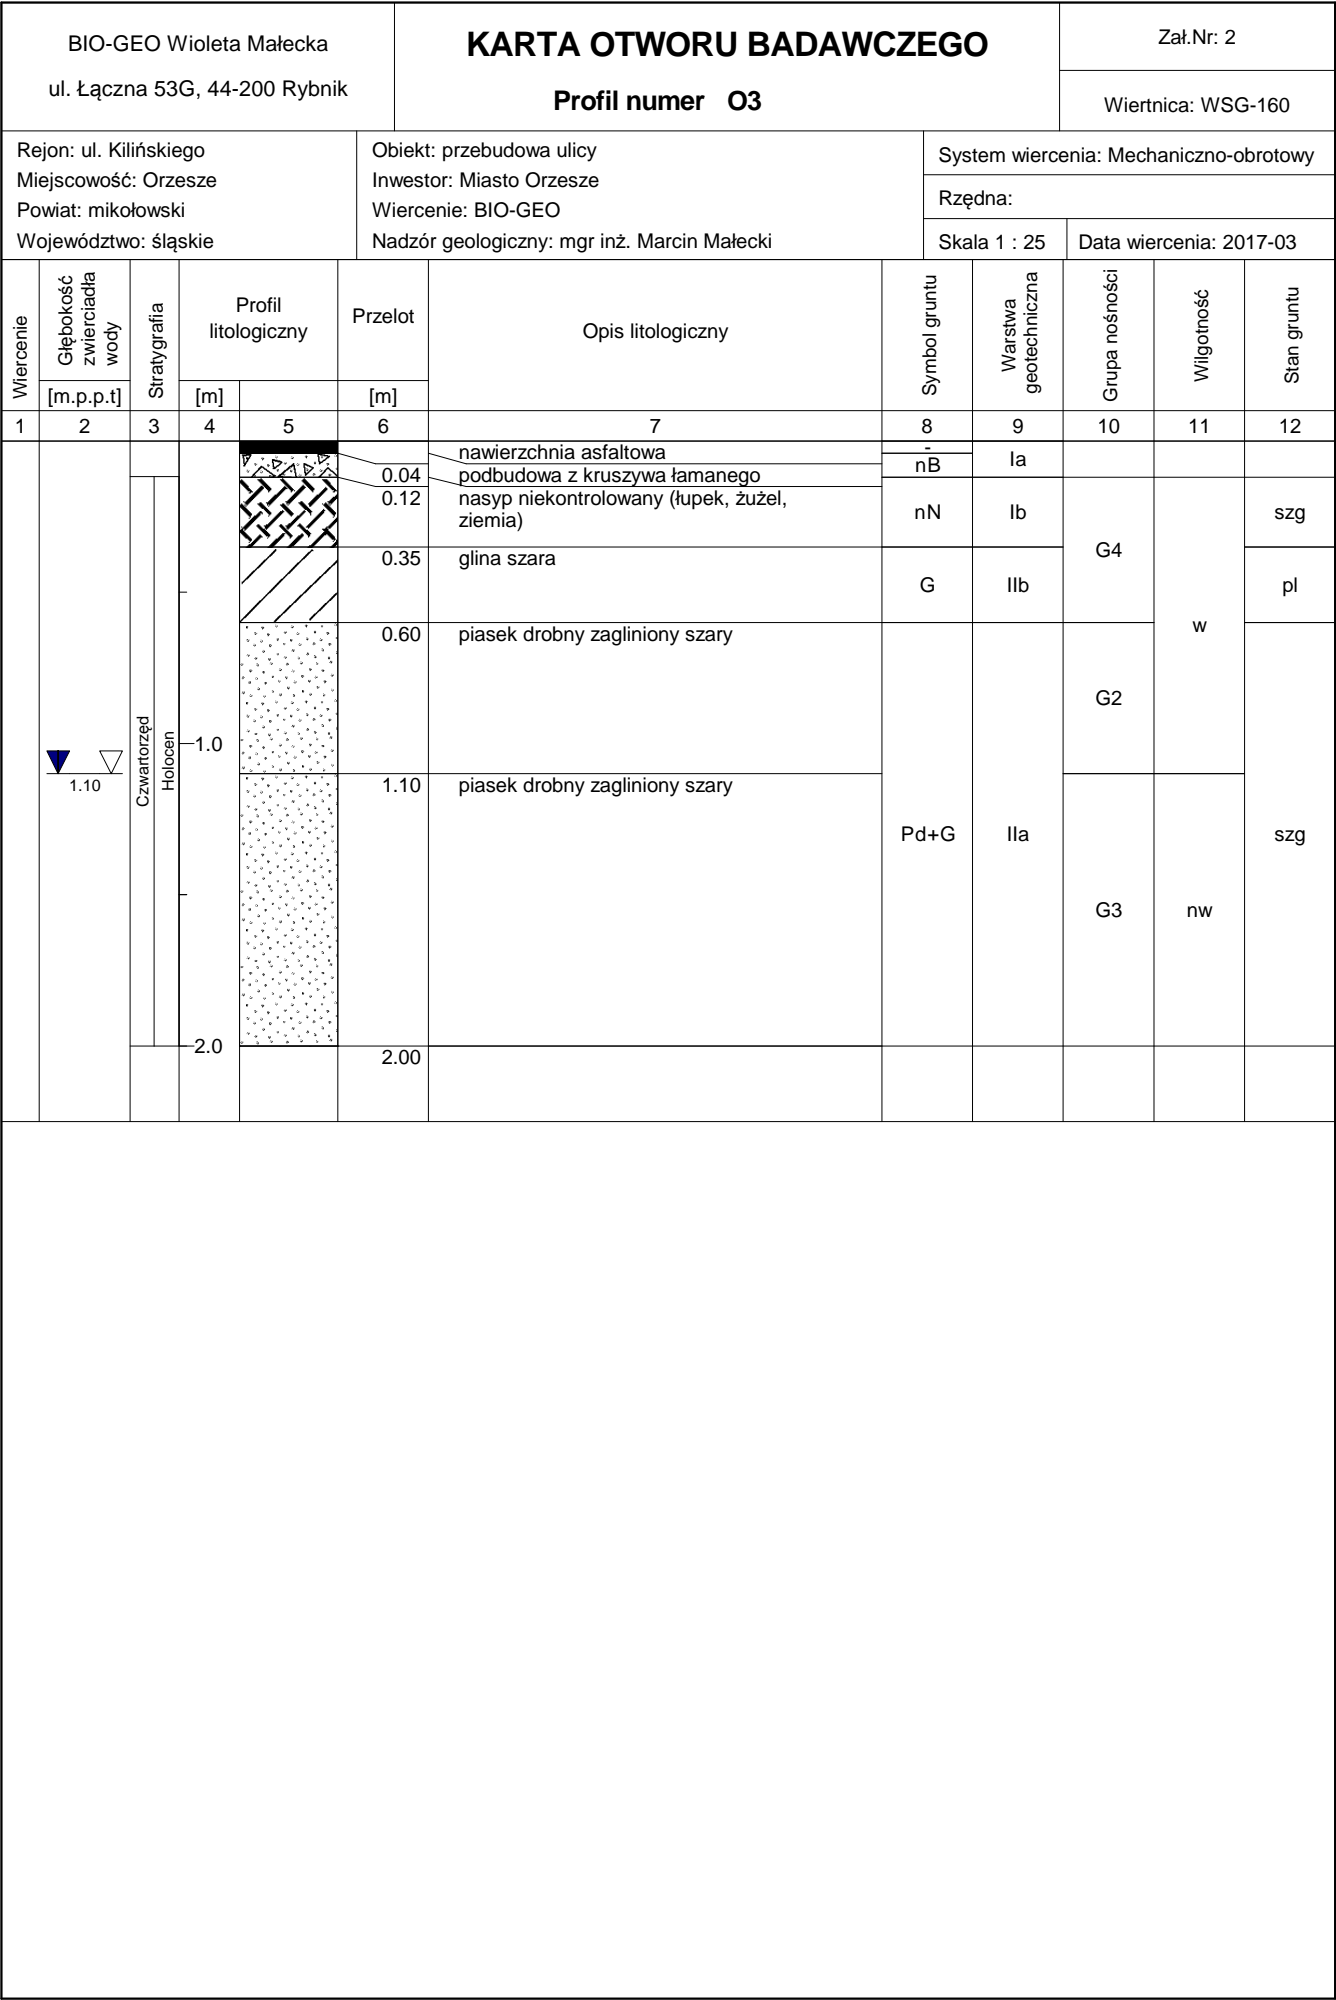 BIO-GEO Wioleta Małecka
ul. Łączna 53G, 44-200 Rybnik
KARTA OTWORU BADAWCZEGO
Profil numer O3
Zał.Nr: 2
Wiertnica: WSG-160
Rejon: ul. Kilińskiego
Miejscowość: Orzesze
Powiat: mikołowski
Województwo: śląskie
Obiekt: przebudowa ulicy
Inwestor: Miasto Orzesze
Wiercenie: BIO-GEO
Nadzór geologiczny: mgr inż. Marcin Małecki
System wiercenia: Mechaniczno-obrotowy
Rzędna:
Skala 1 : 25
Data wiercenia: 2017-03
Wiercenie
Głębokość
zwierciadła
wody
[m.p.p.t]
Stratygrafia
Profil
litologiczny
[m]
Przelot
[m]
Opis litologiczny
Symbol gruntu
Warstwa
geotechniczna
Grupa nośności
Wilgotność
Stan gruntu
1 2 3 4 5 6 7 8 9 10 11 12
nawierzchnia asfaltowa
-
Ia
0.04 podbudowa z kruszywa łamanego
nB
0.12 nasyp niekontrolowany (łupek, żużel,
ziemia)
nN Ib szg
G4
0.35 glina szara
G IIb pl
w
0.60 piasek drobny zagliniony szary
G2
1.0
1.10
Czwartorzęd
Holocen
1.10 piasek drobny zagliniony szary
Pd+G IIa szg
G3 nw
2.0
2.00